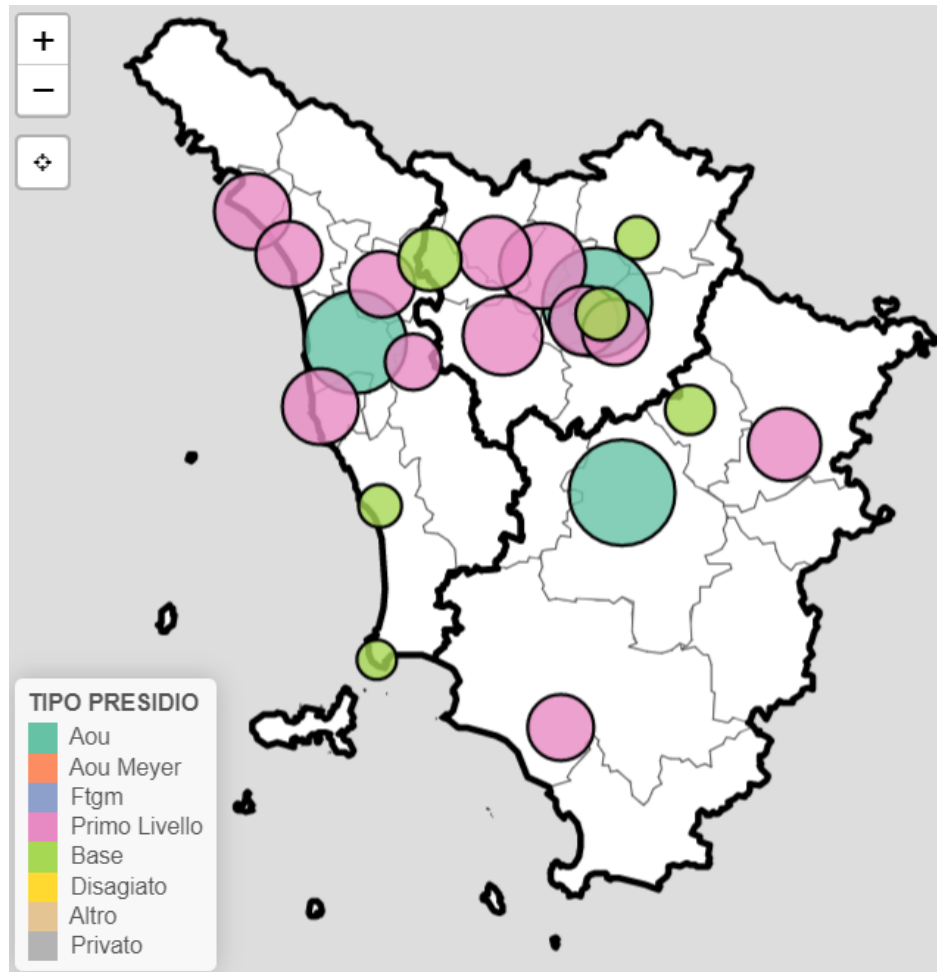 +
−
TIPO PRESIDIO
Aou
Aou Meyer
Ftgm
Primo Livello
Base
Disagiato
Altro
Privato